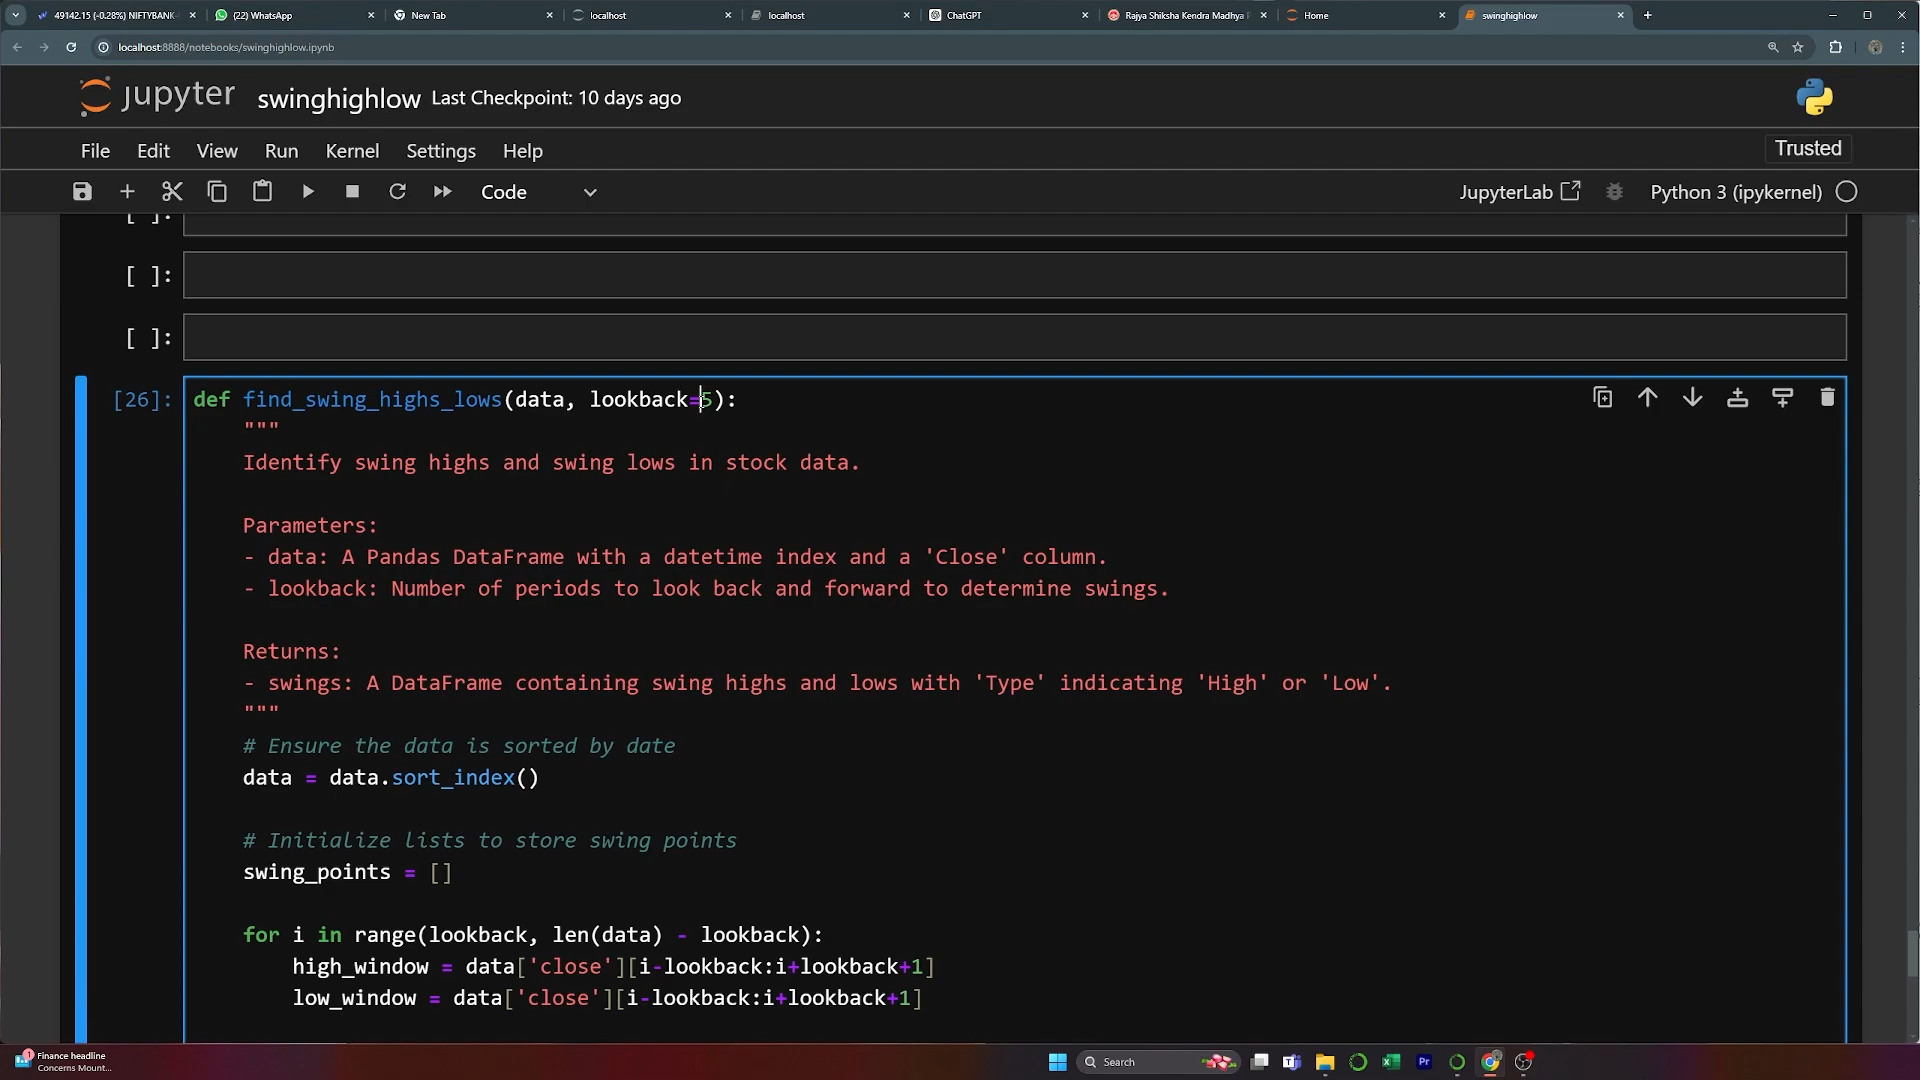 49142.15 (-0.28%) NIFTYBANK
(22) WhatsApp
New Tab
localhost
localhost
ChatGPT
Rajya Shiksha Kendra Madhya
Home
swinghighlow
localhost:8888/notebooks/swinghighlow.ipynb
jupyter swinghighlow Last Checkpoint: 10 days ago
File Edit View Run Kernel Settings Help Trusted
Code JupyterLab Python 3 (ipykernel)
[ ]:
[ ]:
[ ]:
[26]: def find_swing_highs_lows(data, lookback=5):
"""
Identify swing highs and swing lows in stock data.
Parameters:
- data: A Pandas DataFrame with a datetime index and a 'Close' column.
- lookback: Number of periods to look back and forward to determine swings.
Returns:
- swings: A DataFrame containing swing highs and lows with 'Type' indicating 'High' or 'Low'.
"""
# Ensure the data is sorted by date
data = data.sort_index()
# Initialize lists to store swing points
swing_points = []
for i in range(lookback, len(data) - lookback):
high_window = data['close'][i-lookback:i+lookback+1]
low_window = data['close'][i-lookback:i+lookback+1]
1
Finance headline
Concerns Mount...
Search
Pr